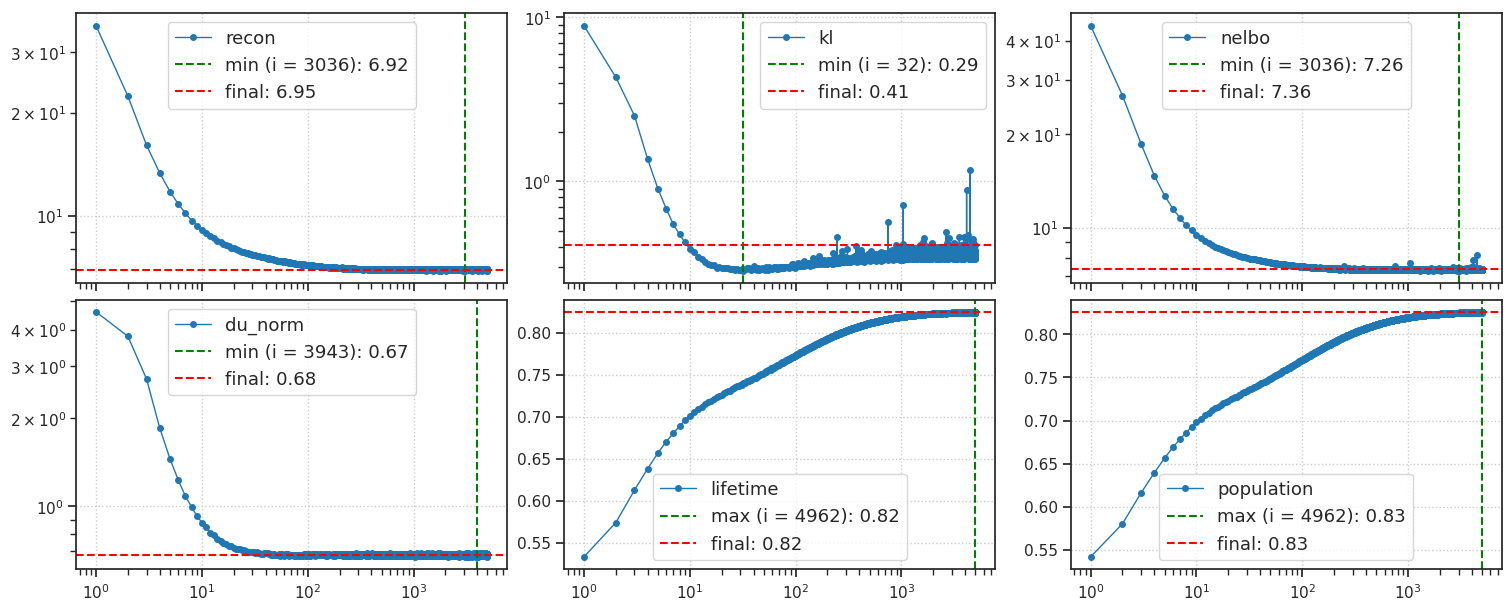 recon
min (i = 3036): 6.92
final: 6.95
3 × 10¹
2 × 10¹
10¹
kl
min (i = 32): 0.29
final: 0.41
10¹
10⁰
nelbo
min (i = 3036): 7.26
final: 7.36
4 × 10¹
3 × 10¹
2 × 10¹
10¹
du_norm
min (i = 3943): 0.67
final: 0.68
4 × 10⁰
3 × 10⁰
2 × 10⁰
10⁰
10⁰ 10¹ 10² 10³
0.80
0.75
0.70
0.65
0.60
0.55
lifetime
max (i = 4962): 0.82
final: 0.82
10⁰ 10¹ 10² 10³
0.80
0.75
0.70
0.65
0.60
0.55
population
max (i = 4962): 0.83
final: 0.83
10⁰ 10¹ 10² 10³